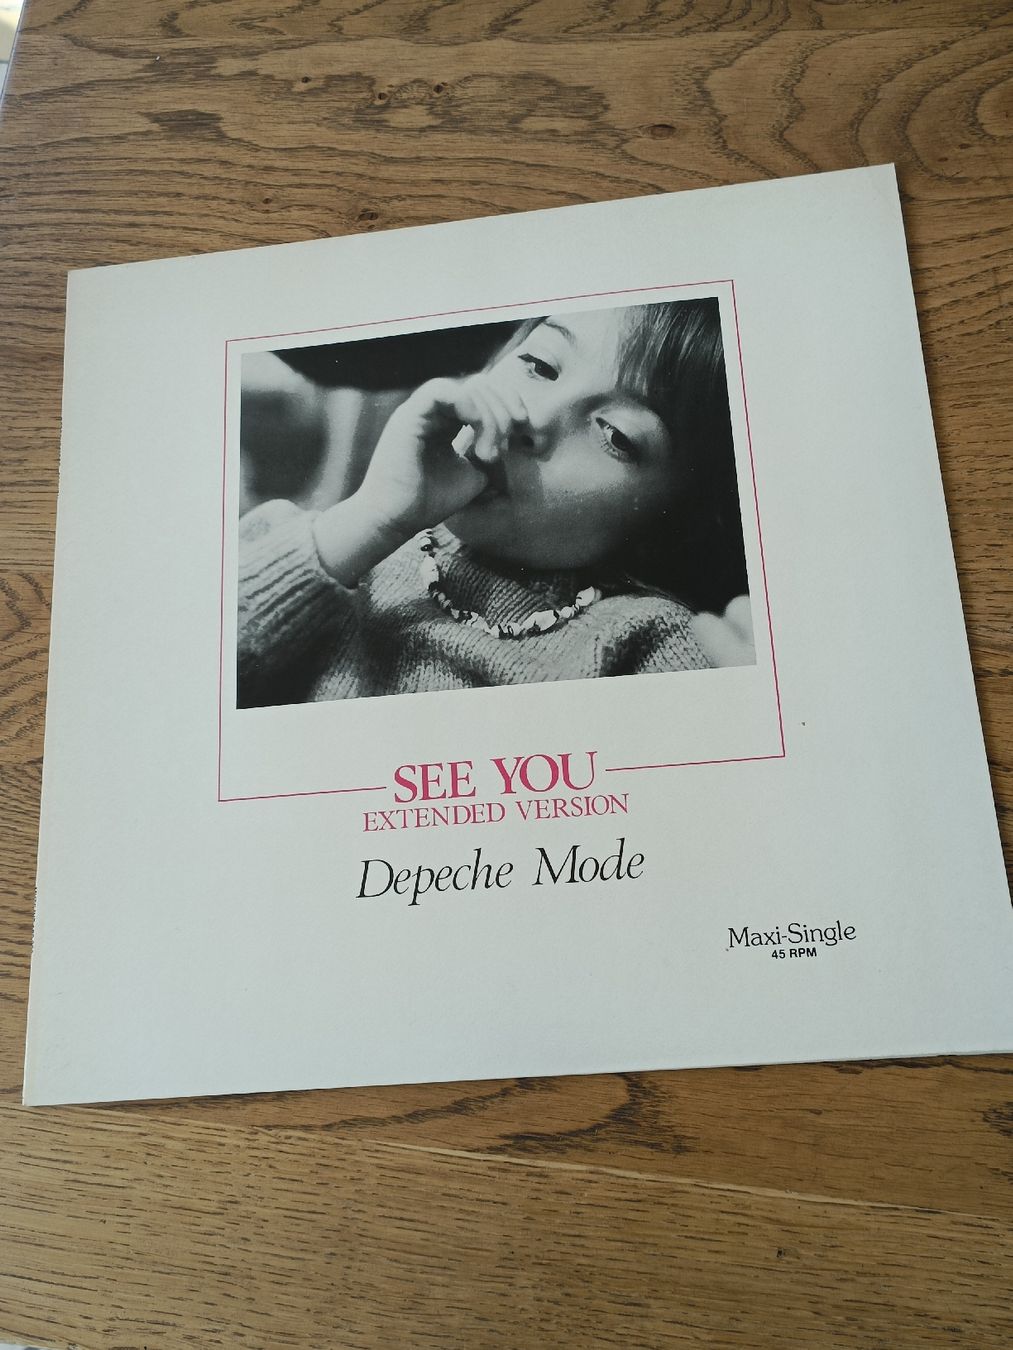 SEE YOU
EXTENDED VERSION
Depeche Mode
Maxi-Single
45 RPM